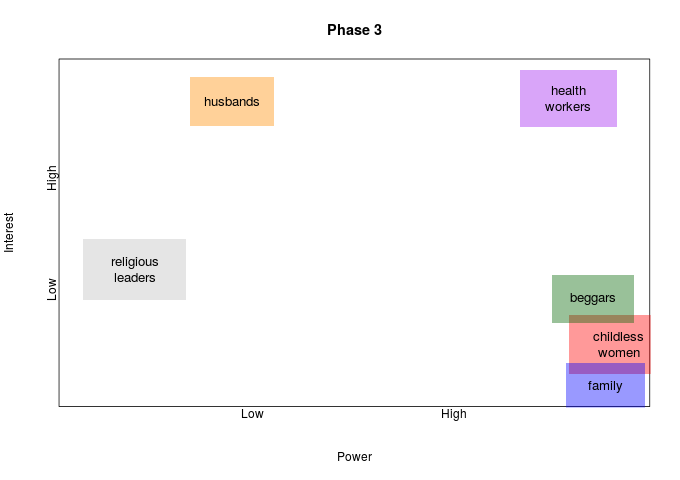 Phase 3
husbands
health
workers
High
Interest
religious
leaders
Low
beggars
childless
women
family
Low
High
Power